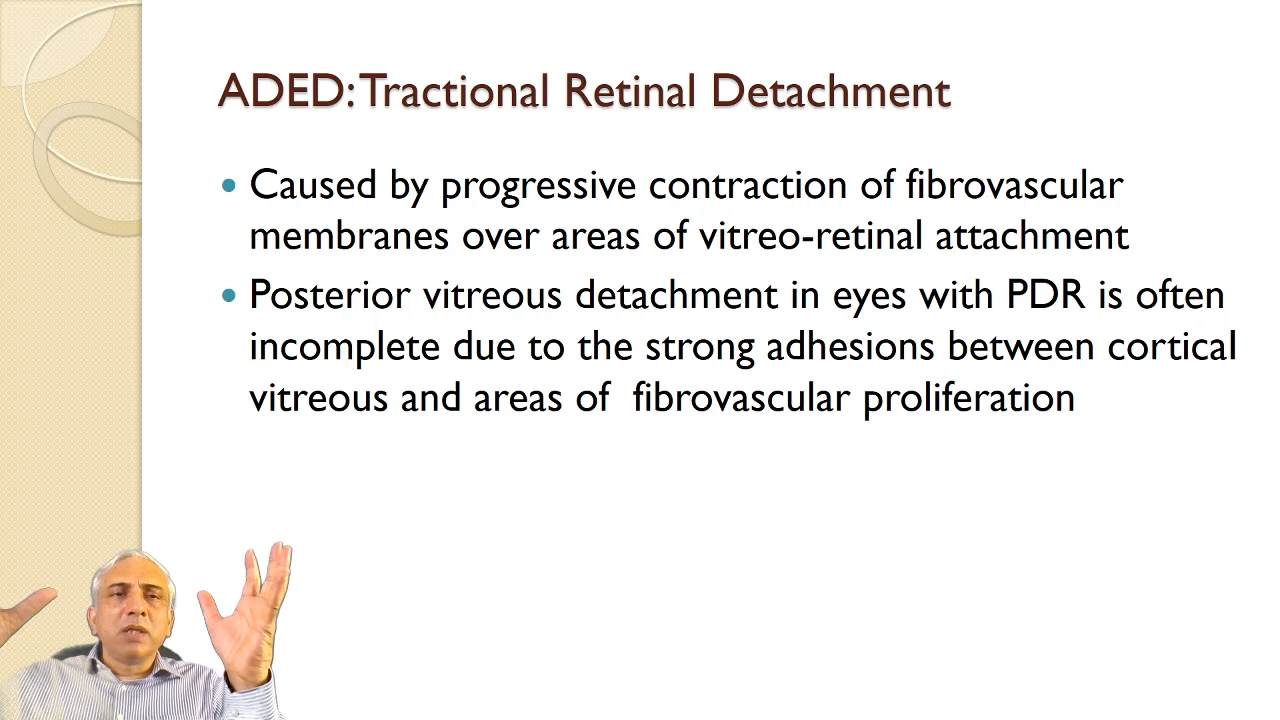 ADED: Tractional Retinal Detachment
• Caused by progressive contraction of fibrovascular
membranes over areas of vitreo-retinal attachment
• Posterior vitreous detachment in eyes with PDR is often
incomplete due to the strong adhesions between cortical
vitreous and areas of  fibrovascular proliferation